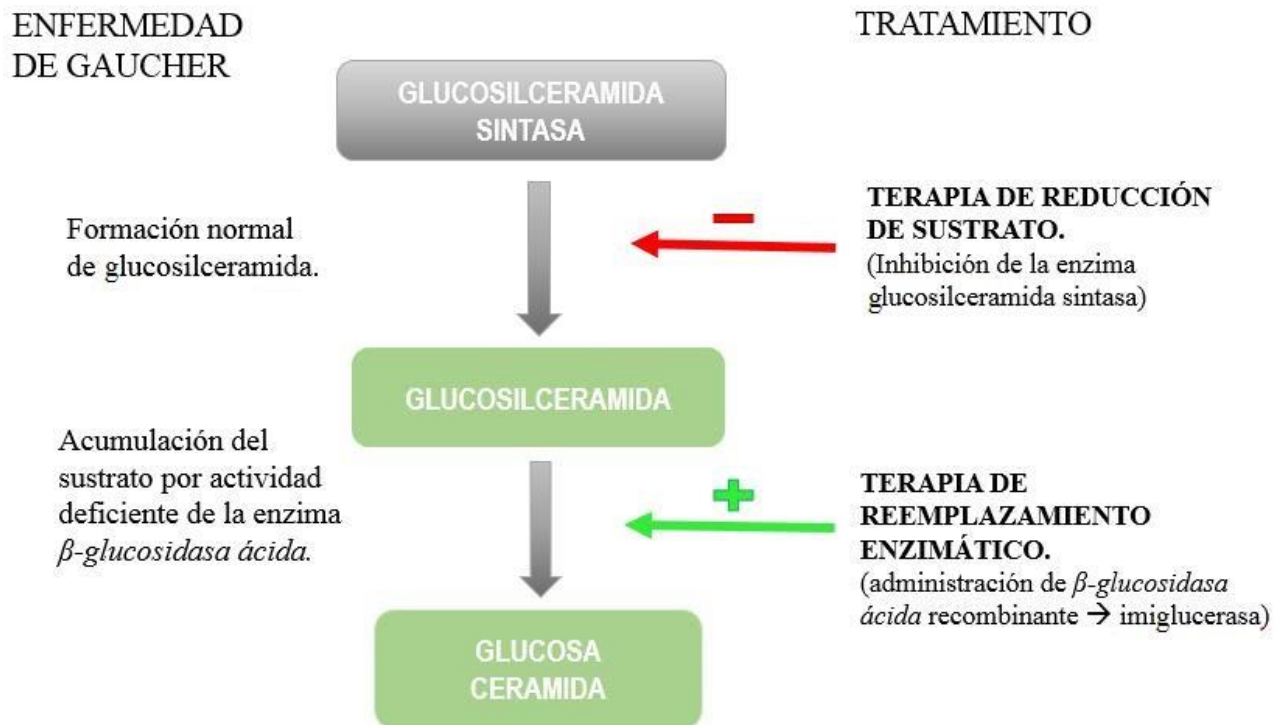 ENFERMEDAD
DE GAUCHER
TRATAMIENTO
GLUCOSILCERAMIDA
SINTASA
Formación normal
de glucosilceramida.
TERAPIA DE REDUCCIÓN
DE SUSTRATO.
(Inhibición de la enzima
glucosilceramida sintasa)
GLUCOSILCERAMIDA
Acumulación del
sustrato por actividad
deficiente de la enzima
β-glucosidasa ácida.
TERAPIA DE
REEMPLAZAMIENTO
ENZIMÁTICO.
(administración de β-glucosidasa
ácida recombinante → imiglucerasa)
GLUCOSA
CERAMIDA